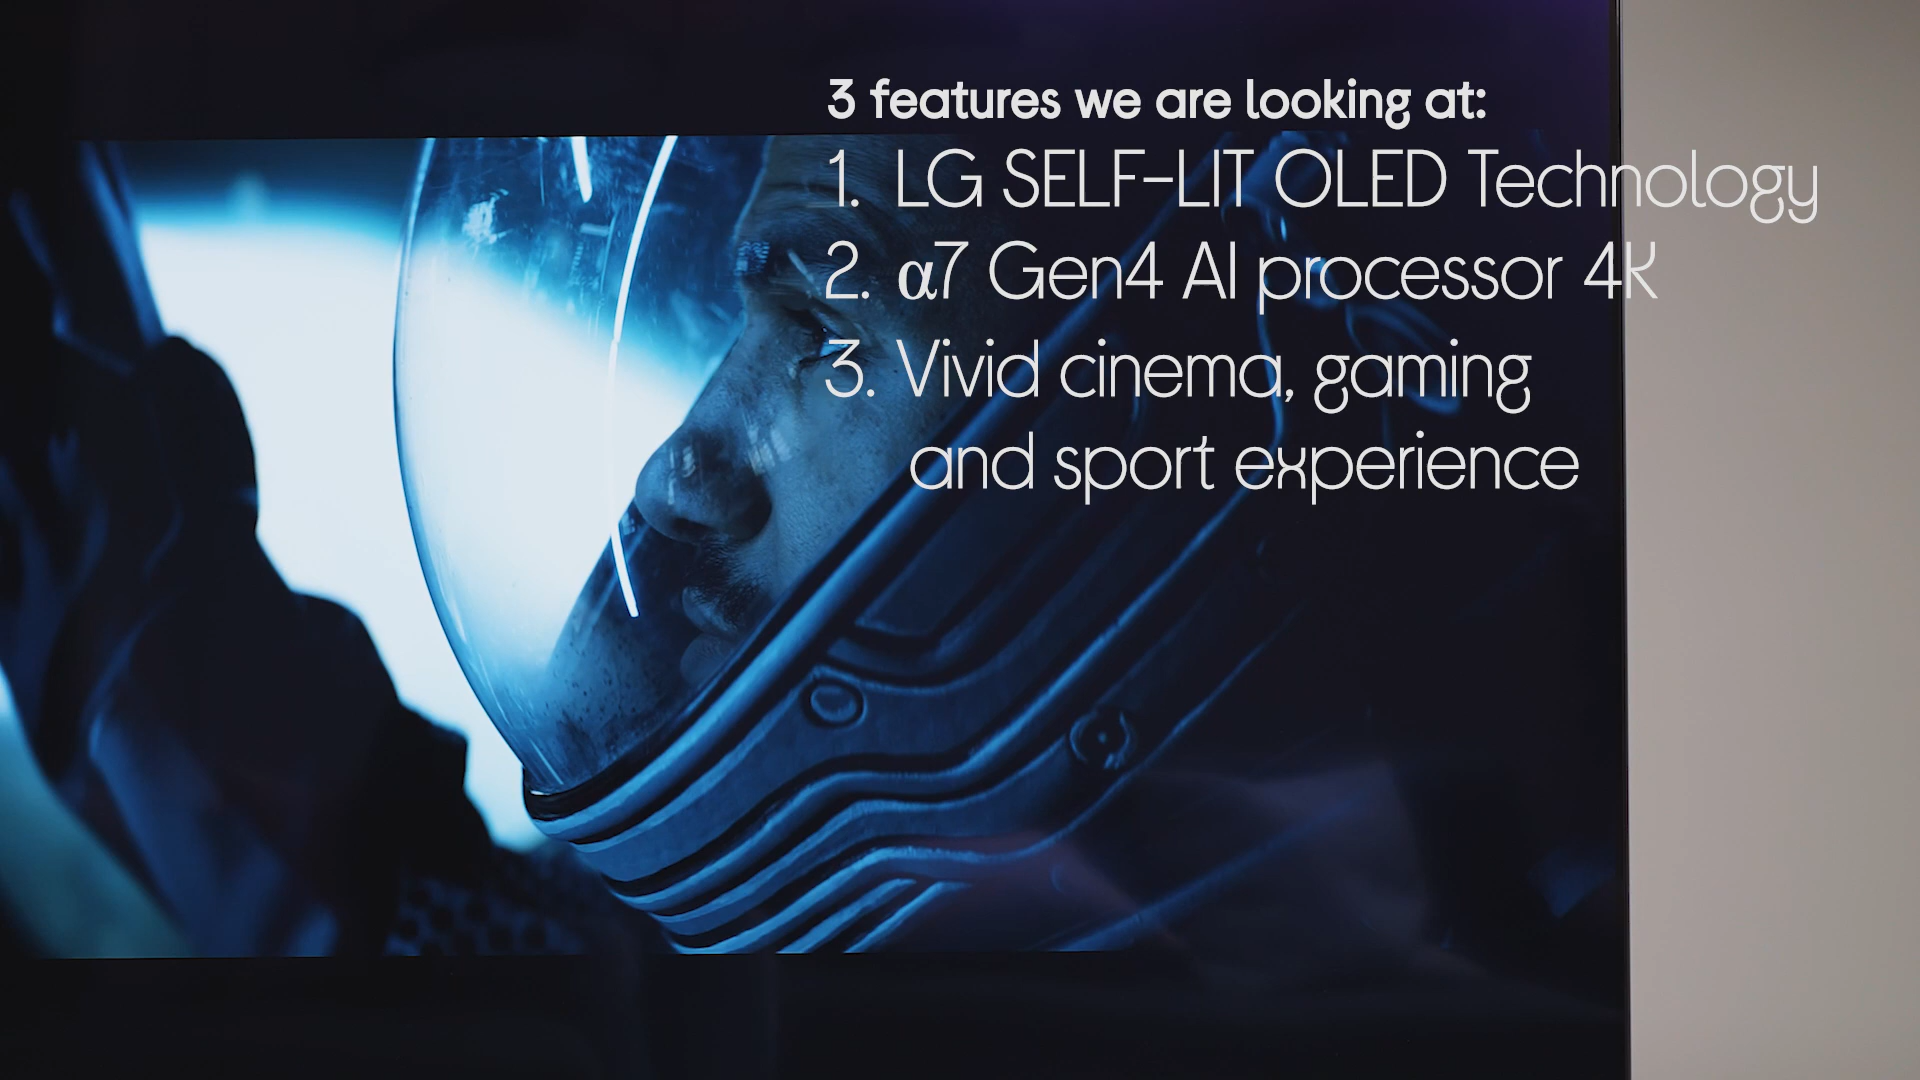 3 features we are looking at:
1. LG SELF-LIT OLED Technology
2. α7 Gen4 AI processor 4K
3. Vivid cinema, gaming
and sport experience